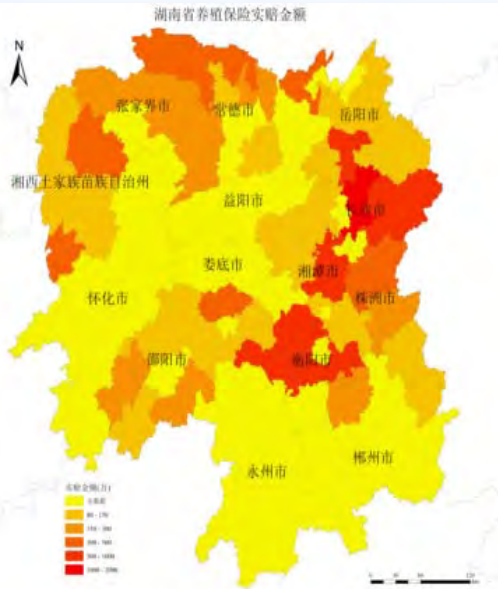 湖南省养殖保险实赔金额
N
张家界市
常德市
岳阳市
湘西土家族苗族自治州
益阳市
长沙市
娄底市
湘潭市
怀化市
株洲市
邵阳市
衡阳市
永州市
郴州市
实赔金额(万)